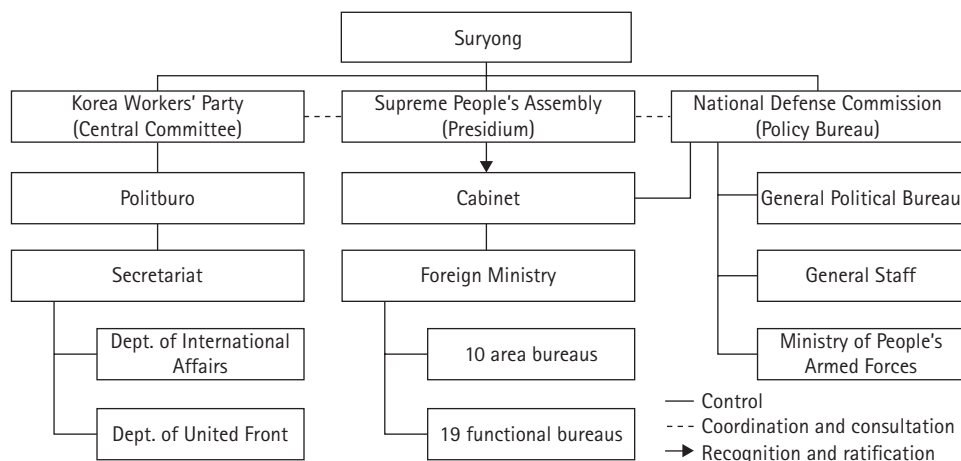 Suryong
Korea Workers' Party
(Central Committee)
Supreme People's Assembly
(Presidium)
National Defense Commission
(Policy Bureau)
Politburo
Cabinet
General Political Bureau
Secretariat
Foreign Ministry
General Staff
Dept. of International
Affairs
10 area bureaus
Ministry of People's
Armed Forces
Dept. of United Front
19 functional bureaus
Control
Coordination and consultation
Recognition and ratification